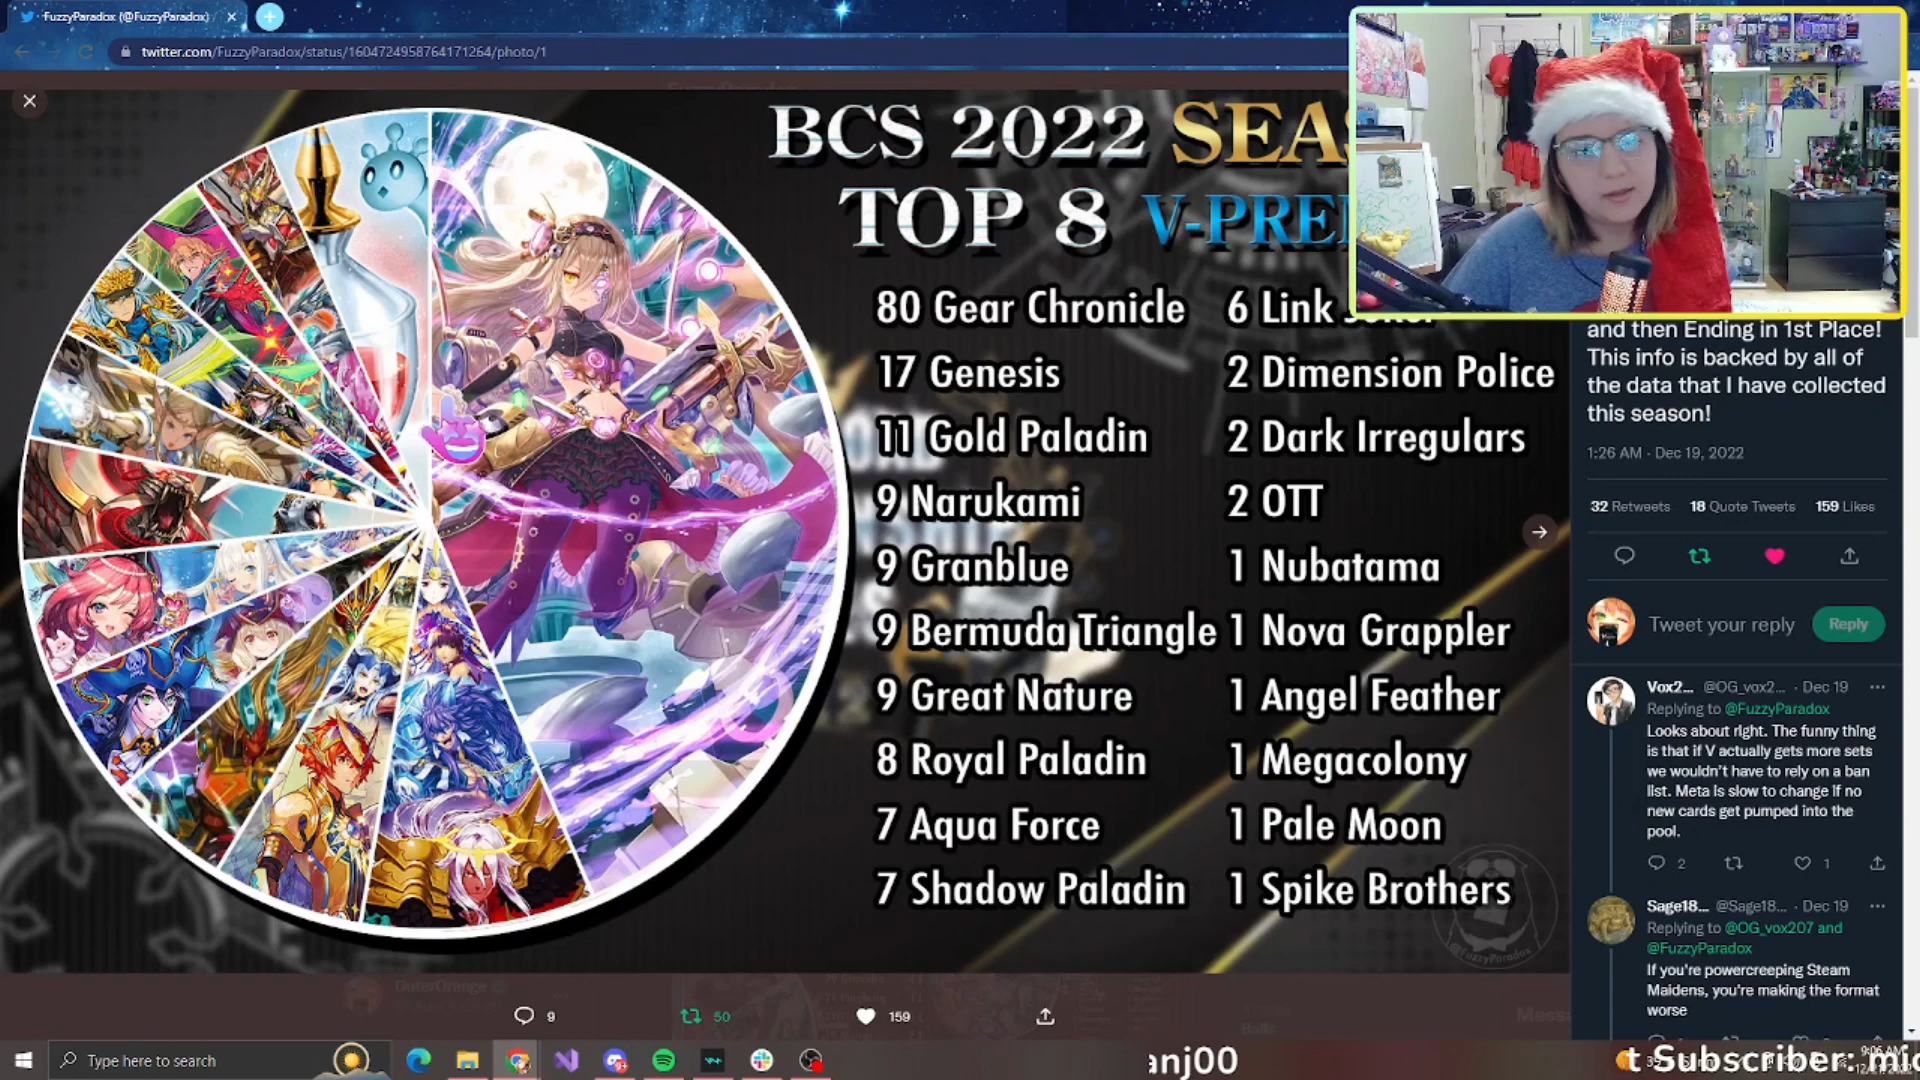 FuzzyParadox (@FuzzyParadox)
twitter.com/FuzzyParadox/status/1604724958764171264/photo/1
BCS 2022 SEAS
TOP 8 V-PRE
80 Gear Chronicle
17 Genesis
11 Gold Paladin
9 Narukami
9 Granblue
9 Bermuda Triangle
9 Great Nature
8 Royal Paladin
7 Aqua Force
7 Shadow Paladin
6 Link
2 Dimension Police
2 Dark Irregulars
2 OTT
1 Nubatama
1 Nova Grappler
1 Angel Feather
1 Megacolony
1 Pale Moon
1 Spike Brothers
@FuzzyParadox
9
50
159
and then Ending in 1st Place!
This info is backed by all of
the data that I have collected
this season!
1:26 AM · Dec 19, 2022
32 Retweets 18 Quote Tweets 159 Likes
Tweet your reply
Reply
Vox2... @OG_vox2... · Dec 19
Replying to @FuzzyParadox
Looks about right. The funny thing
is that if V actually gets more sets
we wouldn't have to rely on a ban
list. Meta is slow to change if no
new cards get pumped into the
pool.
2 1
Sage18... @Sage18... · Dec 19
Replying to @OG_vox207 and
@FuzzyParadox
If you're powercreeping Steam
Maidens, you're making the format
worse
Type here to search
anj00
t Subscriber: mic
9:06 AM